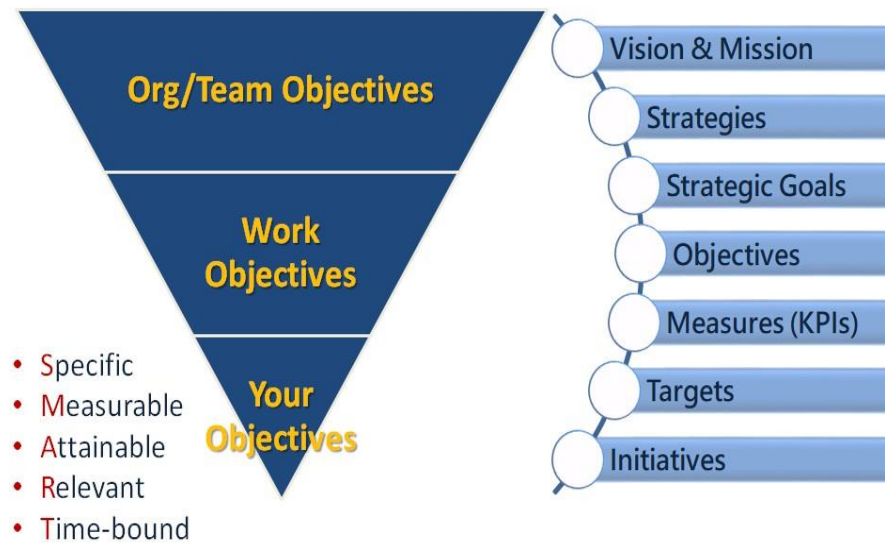 Org/Team Objectives
Work
Objectives
Your
Objectives
• Specific
• Measurable
• Attainable
• Relevant
• Time-bound
Vision & Mission
Strategies
Strategic Goals
Objectives
Measures (KPIs)
Targets
Initiatives